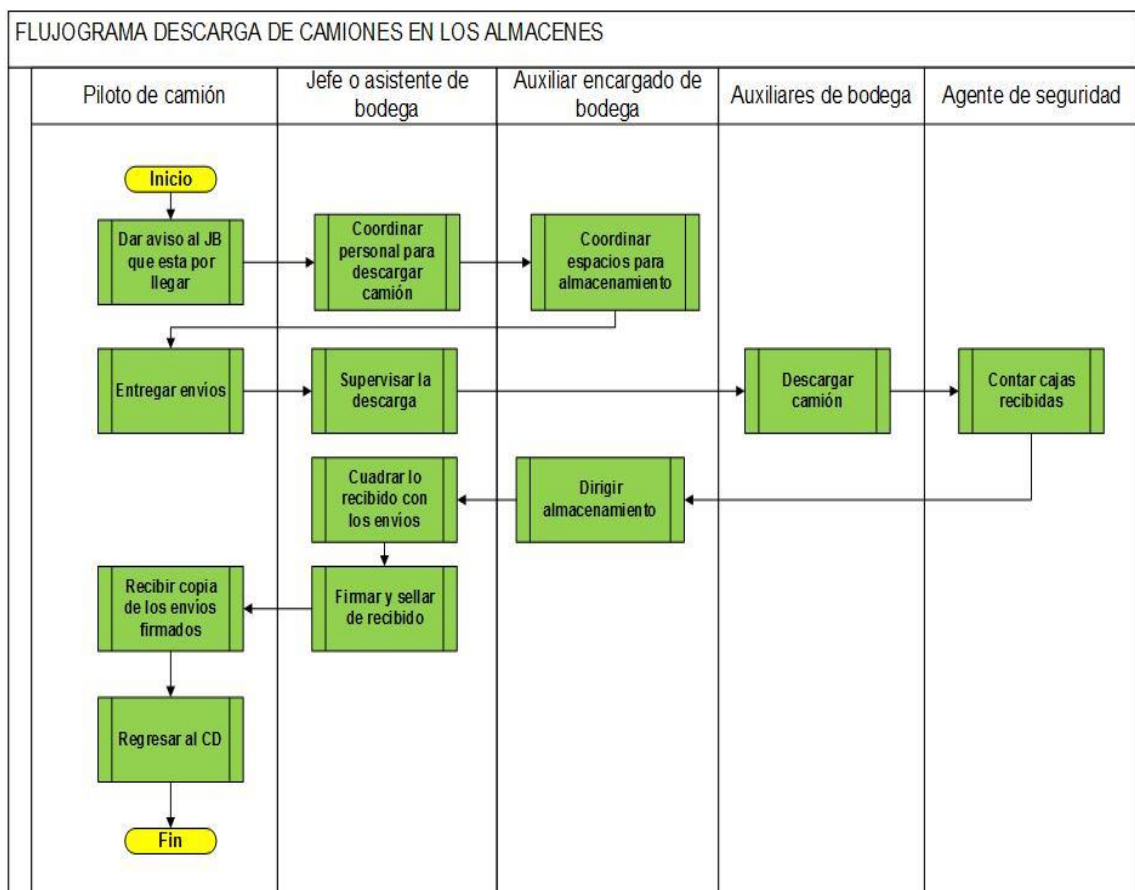 FLUJOGRAMA DESCARGA DE CAMIONES EN LOS ALMACENES
Piloto de camión
Jefe o asistente de
bodega
Auxiliar encargado de
bodega
Auxiliares de bodega
Agente de seguridad
Inicio
Dar aviso al JB
que esta por
llegar
Coordinar
personal para
descargar
camión
Coordinar
espacios para
almacenamiento
Entregar envíos
Supervisar la
descarga
Descargar
camión
Contar cajas
recibidas
Cuadrar lo
recibido con
los envíos
Dirigir
almacenamiento
Recibir copia
de los envíos
firmados
Firmar y sellar
de recibido
Regresar al CD
Fin